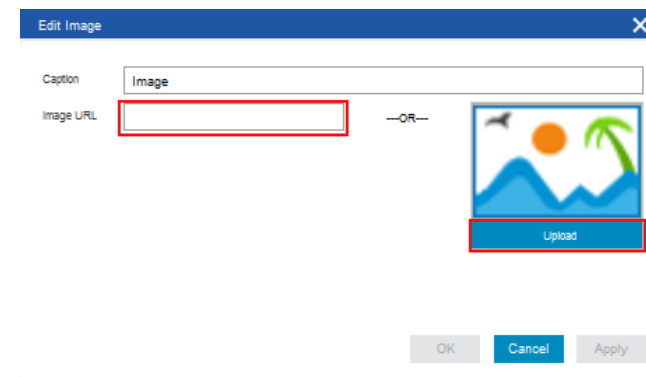 Edit Image
Caption
Image
Image URL
---OR---
Upload
OK
Cancel
Apply